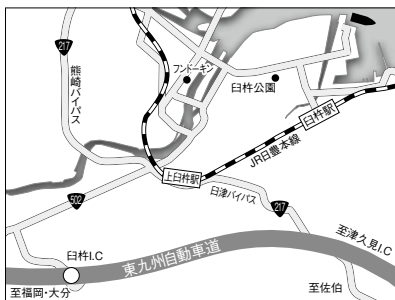 217
熊崎バイパス
フンドーキン
臼杵公園
臼杵駅
JR日豊本線
上臼杵駅
臼津バイパス
502
217
臼杵I.C
東九州自動車道
至津久見I.C
至福岡・大分
至佐伯